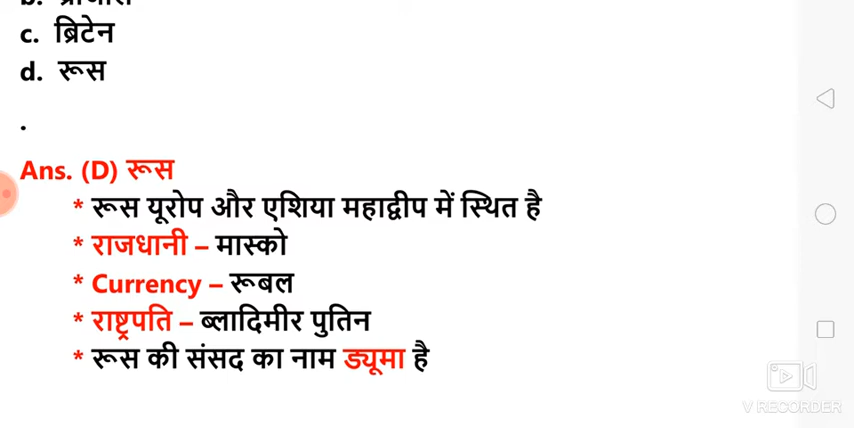 c. ब्रिटेन
d. रूस
.
Ans. (D) रूस
* रूस यूरोप और एशिया महाद्वीप में स्थित है
* राजधानी – मास्को
* Currency – रूबल
* राष्ट्रपति – ब्लादिमीर पुतिन
* रूस की संसद का नाम ड्यूमा है
V RECORDER